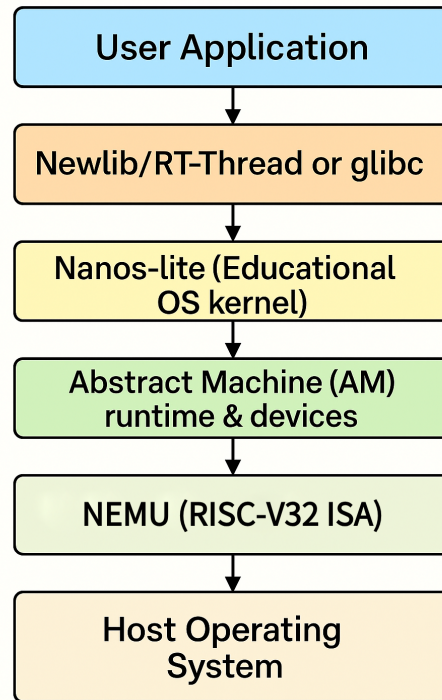 User Application
Newlib/RT-Thread or glibc
Nanos-lite (Educational
OS kernel)
Abstract Machine (AM)
runtime & devices
NEMU (RISC-V32 ISA)
Host Operating
System